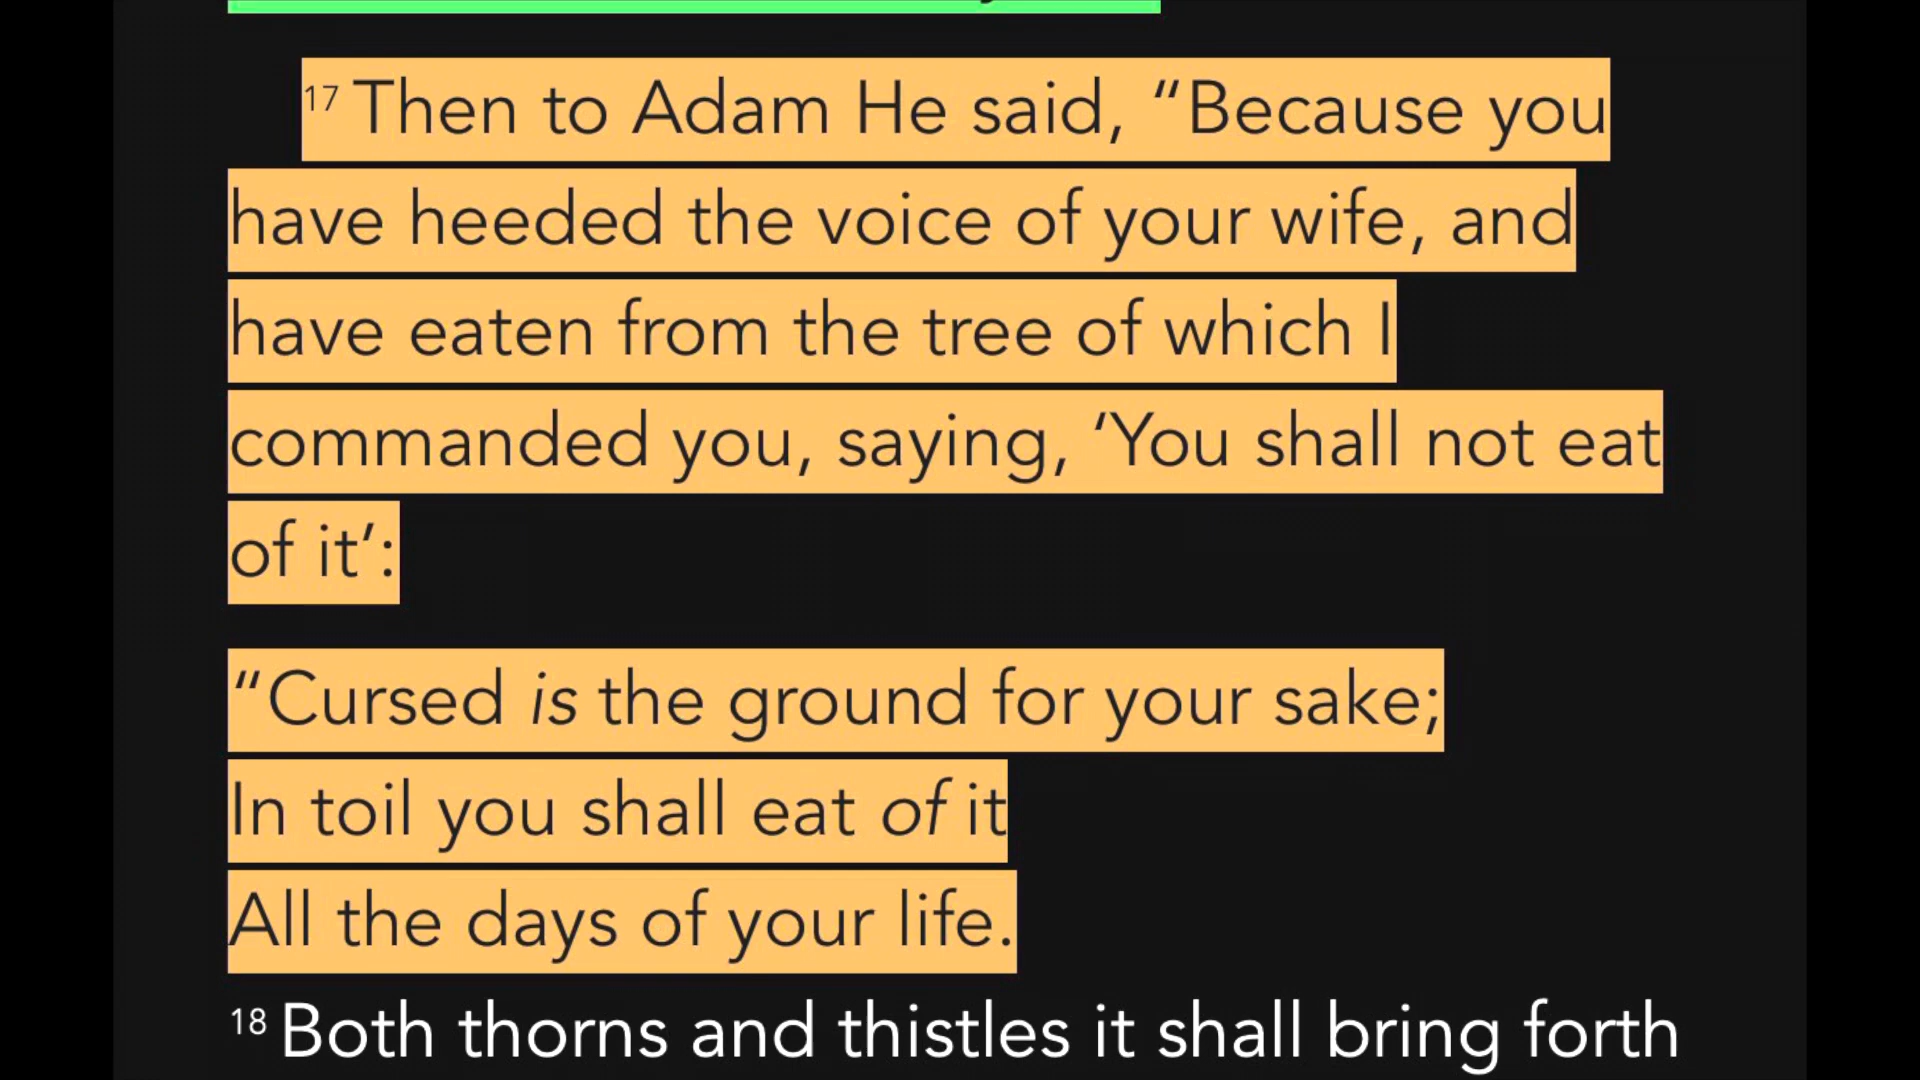 17 Then to Adam He said, “Because you
have heeded the voice of your wife, and
have eaten from the tree of which I
commanded you, saying, ‘You shall not eat
of it’:
“Cursed is the ground for your sake;
In toil you shall eat of it
All the days of your life.
18 Both thorns and thistles it shall bring forth